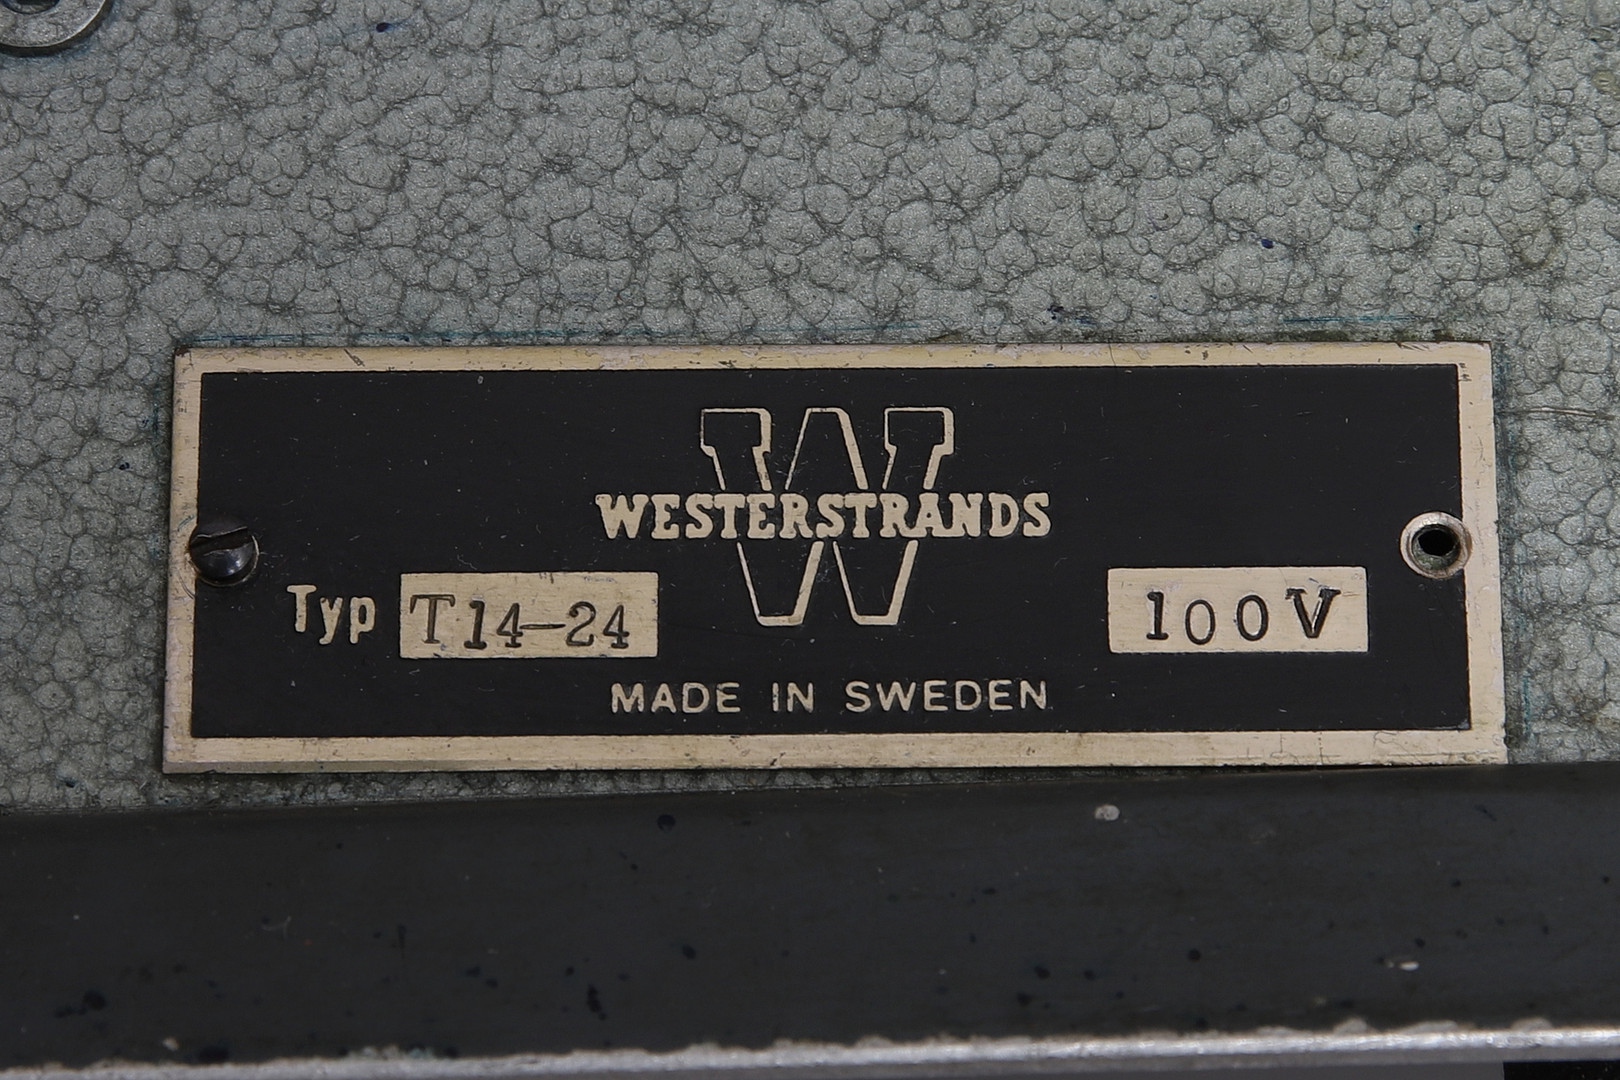 W
WESTERSTRANDS
Typ T14-24 100V
MADE IN SWEDEN